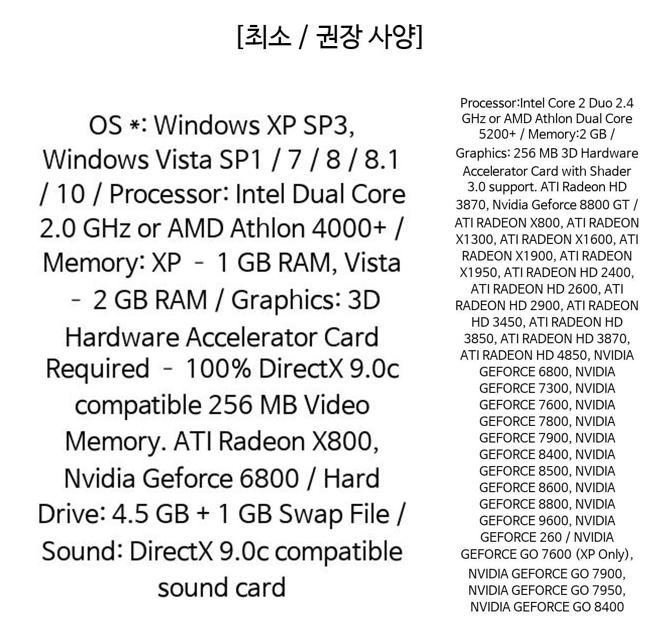 [최소 / 권장 사양]
OS *: Windows XP SP3,
Windows Vista SP1 / 7 / 8 / 8.1
/ 10 / Processor: Intel Dual Core
2.0 GHz or AMD Athlon 4000+ /
Memory: XP – 1 GB RAM, Vista
– 2 GB RAM / Graphics: 3D
Hardware Accelerator Card
Required – 100% DirectX 9.0c
compatible 256 MB Video
Memory. ATI Radeon X800,
Nvidia Geforce 6800 / Hard
Drive: 4.5 GB + 1 GB Swap File /
Sound: DirectX 9.0c compatible
sound card
Processor:Intel Core 2 Duo 2.4
GHz or AMD Athlon Dual Core
5200+ / Memory:2 GB /
Graphics: 256 MB 3D Hardware
Accelerator Card with Shader
3.0 support. ATI Radeon HD
3870, Nvidia Geforce 8800 GT /
ATI RADEON X800, ATI RADEON
X1300, ATI RADEON X1600, ATI
RADEON X1900, ATI RADEON
X1950, ATI RADEON HD 2400,
ATI RADEON HD 2600, ATI
RADEON HD 2900, ATI RADEON
HD 3450, ATI RADEON HD
3850, ATI RADEON HD 3870,
ATI RADEON HD 4850, NVIDIA
GEFORCE 6800, NVIDIA
GEFORCE 7300, NVIDIA
GEFORCE 7600, NVIDIA
GEFORCE 7800, NVIDIA
GEFORCE 7900, NVIDIA
GEFORCE 8400, NVIDIA
GEFORCE 8500, NVIDIA
GEFORCE 8600, NVIDIA
GEFORCE 8800, NVIDIA
GEFORCE 9600, NVIDIA
GEFORCE 260 / NVIDIA
GEFORCE GO 7600 (XP Only),
NVIDIA GEFORCE GO 7900,
NVIDIA GEFORCE GO 7950,
NVIDIA GEFORCE GO 8400